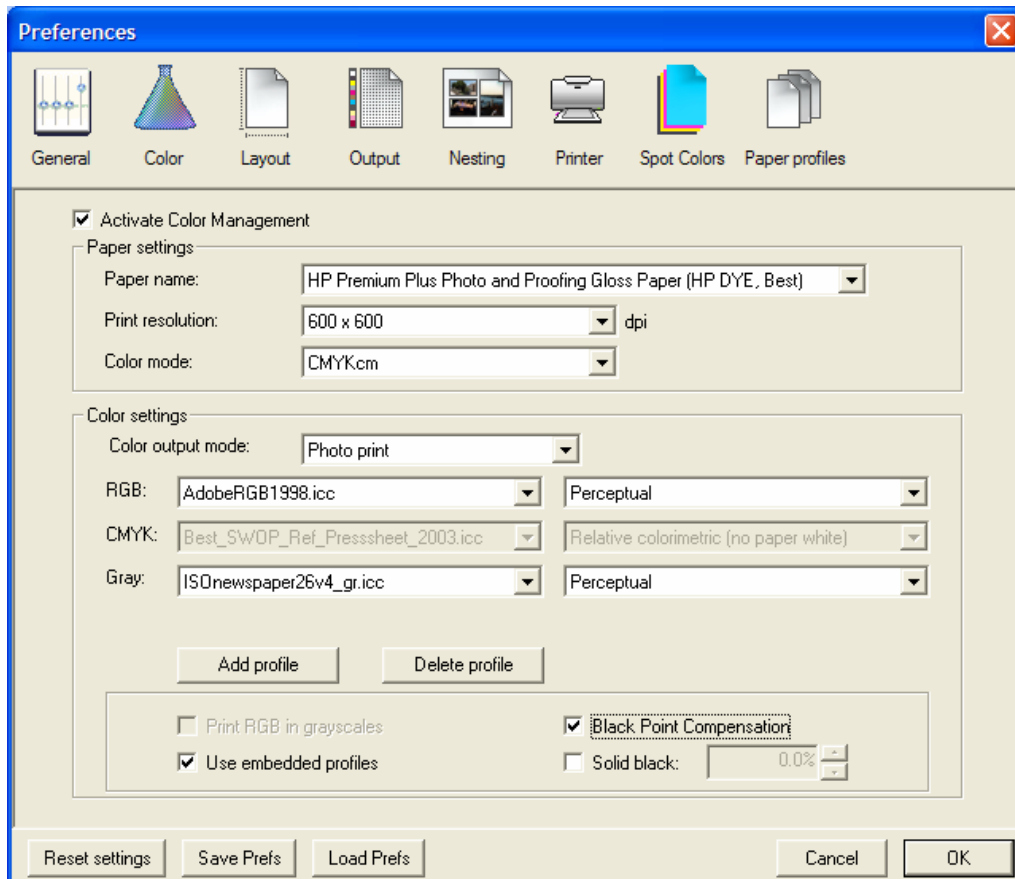 Preferences
General Color Layout Output Nesting Printer Spot Colors Paper profiles
Activate Color Management
Paper settings
Paper name: HP Premium Plus Photo and Proofing Gloss Paper (HP DYE, Best)
Print resolution: 600 x 600 dpi
Color mode: CMYKcm
Color settings
Color output mode: Photo print
RGB: AdobeRGB1998.icc Perceptual
CMYK: Best_SWOP_Ref_Presssheet_2003.icc Relative colorimetric (no paper white)
Gray: ISOnewspaper26v4_gr.icc Perceptual
Add profile Delete profile
Print RGB in grayscales Black Point Compensation
Use embedded profiles Solid black: 0.0%
Reset settings Save Prefs Load Prefs Cancel OK